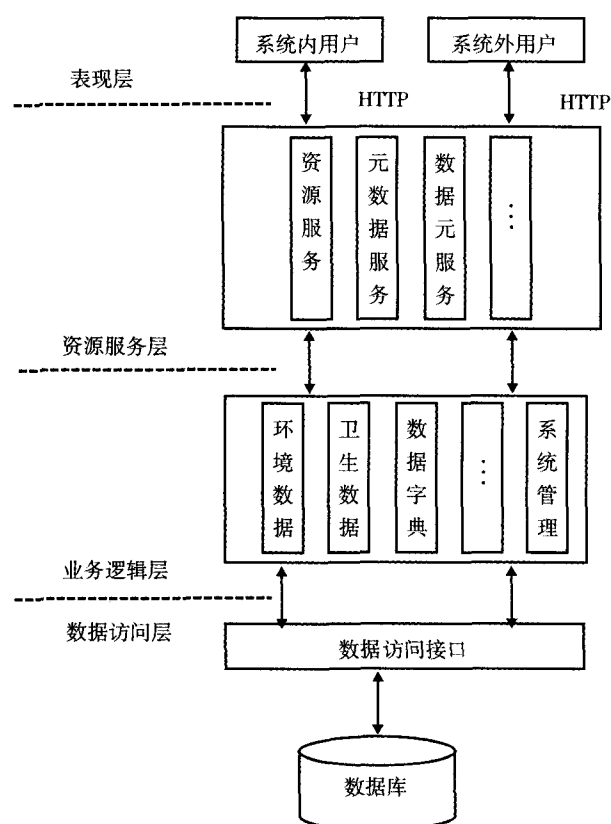 系统内用户
系统外用户
表现层
HTTP
HTTP
资源服务
元数据服务
数据元服务
...
资源服务层
环境数据
卫生数据
数据字典
...
系统管理
业务逻辑层
数据访问层
数据访问接口
数据库